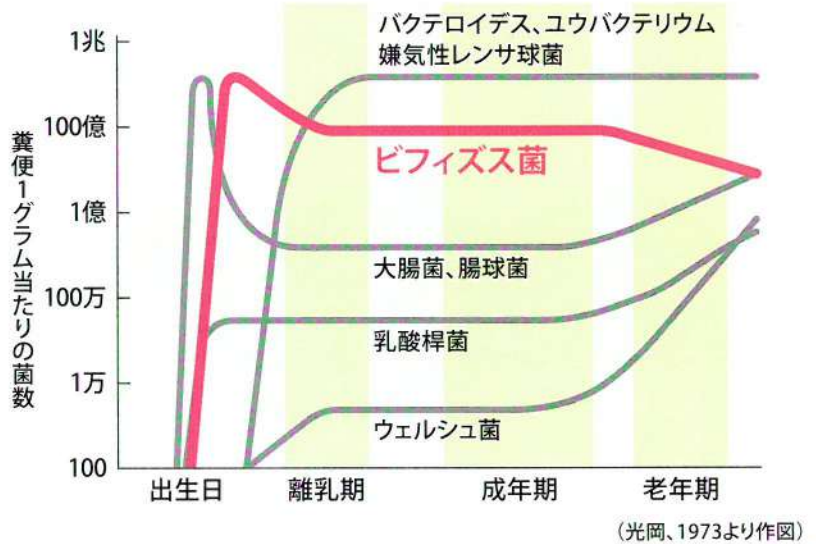 バクテロイデス、ユウバクテリウム
嫌気性レンサ球菌
1兆
100億
1億
100万
1万
100
糞便1グラム当たりの菌数
ビフィズス菌
大腸菌、腸球菌
乳酸桿菌
ウェルシュ菌
出生日
離乳期
成年期
老年期
(光岡、1973より作図)